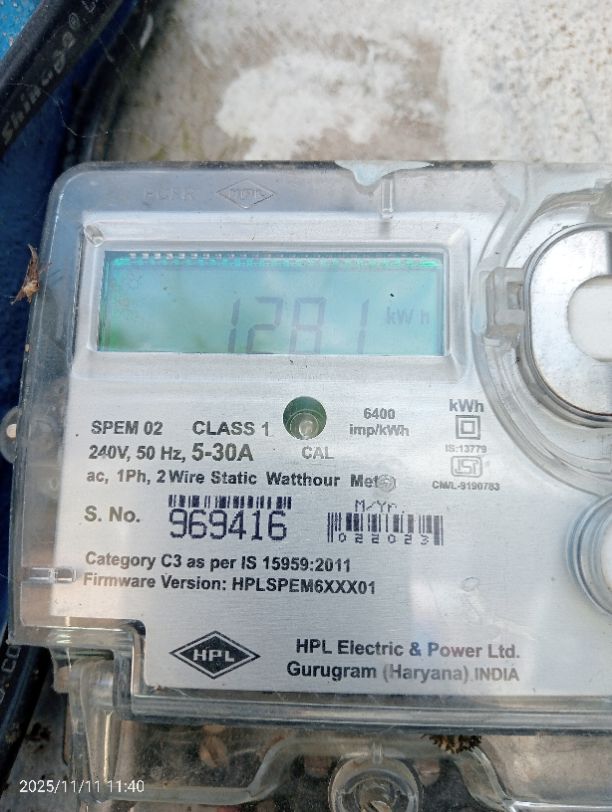 HPL
1281 kWh
SPEM 02 CLASS 1 6400 imp/kWh kWh
240V, 50 Hz, 5-30A CAL IS:13779
ac, 1Ph, 2 Wire Static Watthour Meter
CM/L-9190783
S. No. 969416 M/Yr. 022023
Category C3 as per IS 15959:2011
Firmware Version: HPLSPEM6XXX01
HPL HPL Electric & Power Ltd.
Gurugram (Haryana) INDIA
2025/11/11 11:40